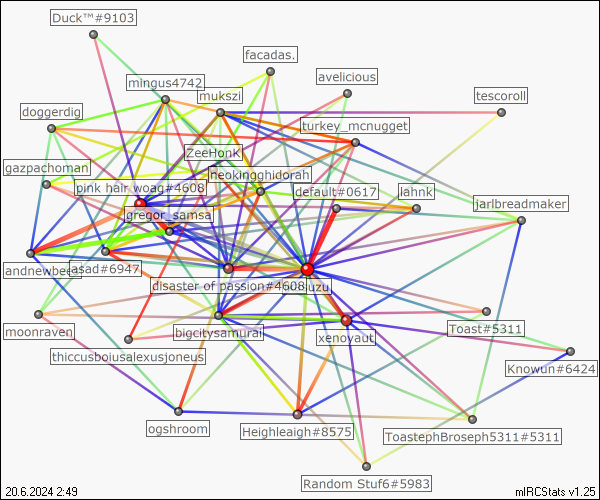 Duck™#9103
facadas.
avelicious
mingus4742
mukszi
tescoroll
doggerdig
turkey_mcnugget
ZeeHonK
gazpachoman
neokingghidorah
pink hair woag#4608
default#0617
lahnk
jarlbreadmaker
gregor_samsa
andnewbees
asad#6947
disaster of passion#4608
moonraven
bigcitysamurai
xenovaut
Toast#5311
thiccusboiusalexusjoneus
Knowun#6424
ogshroom
Heighleaigh#8575
ToastephBroseph5311#5311
Random Stuf6#5983
20.6.2024 2:49
mIRCStats v1.25